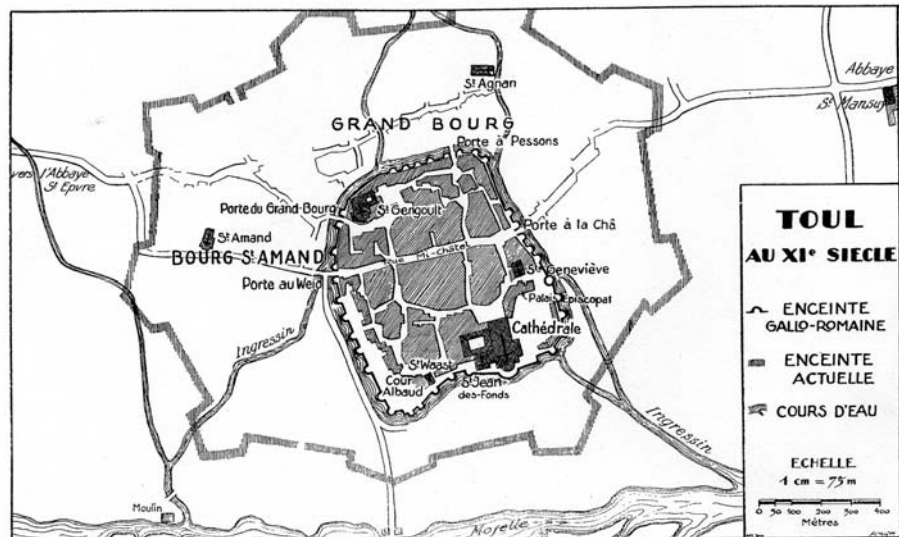 St Agnan
Abbaye
St Mansuy
GRAND BOURG
Porte à Pessons
vers l'Abbaye
St Epvre
Porte du Grand-Bourg
St Gengoult
St Amand
BOURG St AMAND
Porte à la Chá
Rue Mi-Châtel
Ste Geneviève
Porte au Weid
Palais Episcopal
Cathédrale
Ingressin
St Waast
Cour
Albaud
St Jean-
des-Fonds
Ingressin
Moulin
Moselle
TOUL
AU XIe SIECLE
ENCEINTE
GALLO-ROMAINE
ENCEINTE
ACTUELLE
COURS D'EAU
ECHELLE
1 cm = 75 m
0 50 100 200 300 400
Mètres